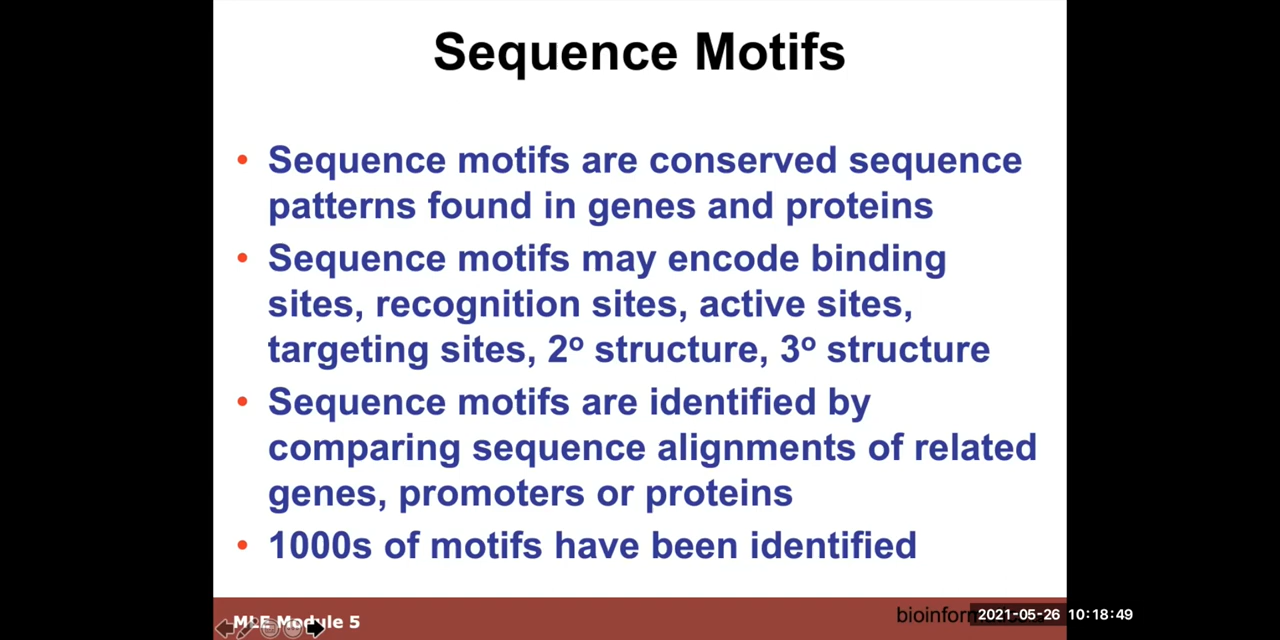 Sequence Motifs
• Sequence motifs are conserved sequence
patterns found in genes and proteins
• Sequence motifs may encode binding
sites, recognition sites, active sites,
targeting sites, 2º structure, 3º structure
• Sequence motifs are identified by
comparing sequence alignments of related
genes, promoters or proteins
• 1000s of motifs have been identified
MLE Module 5
2021-05-26 10:18:49